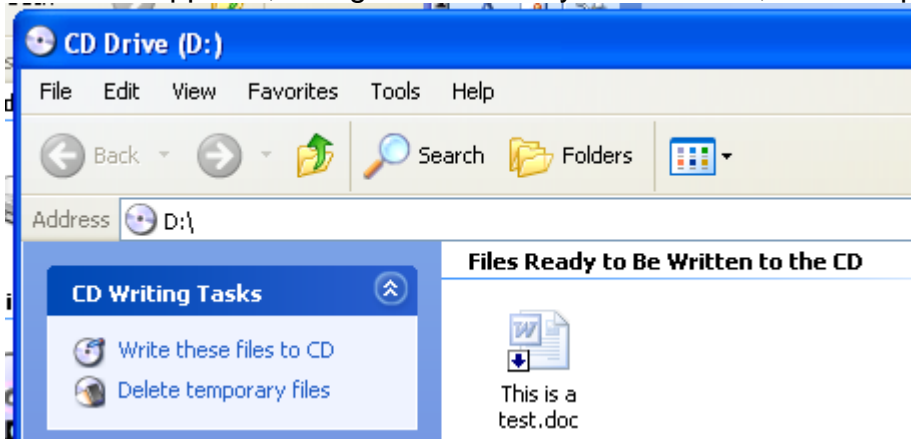 CD Drive (D:)
File Edit View Favorites Tools Help
Back Search Folders
Address D:\
Files Ready to Be Written to the CD
CD Writing Tasks
Write these files to CD
Delete temporary files
This is a
test.doc